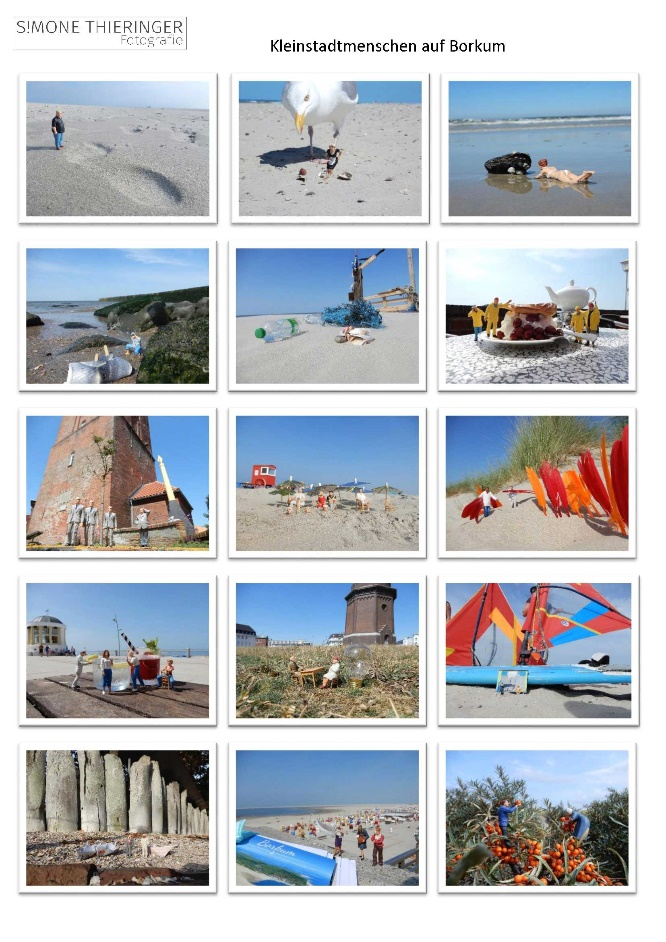 S!MONE THIERINGER
Fotografie
Kleinstadtmenschen auf Borkum
Borkum